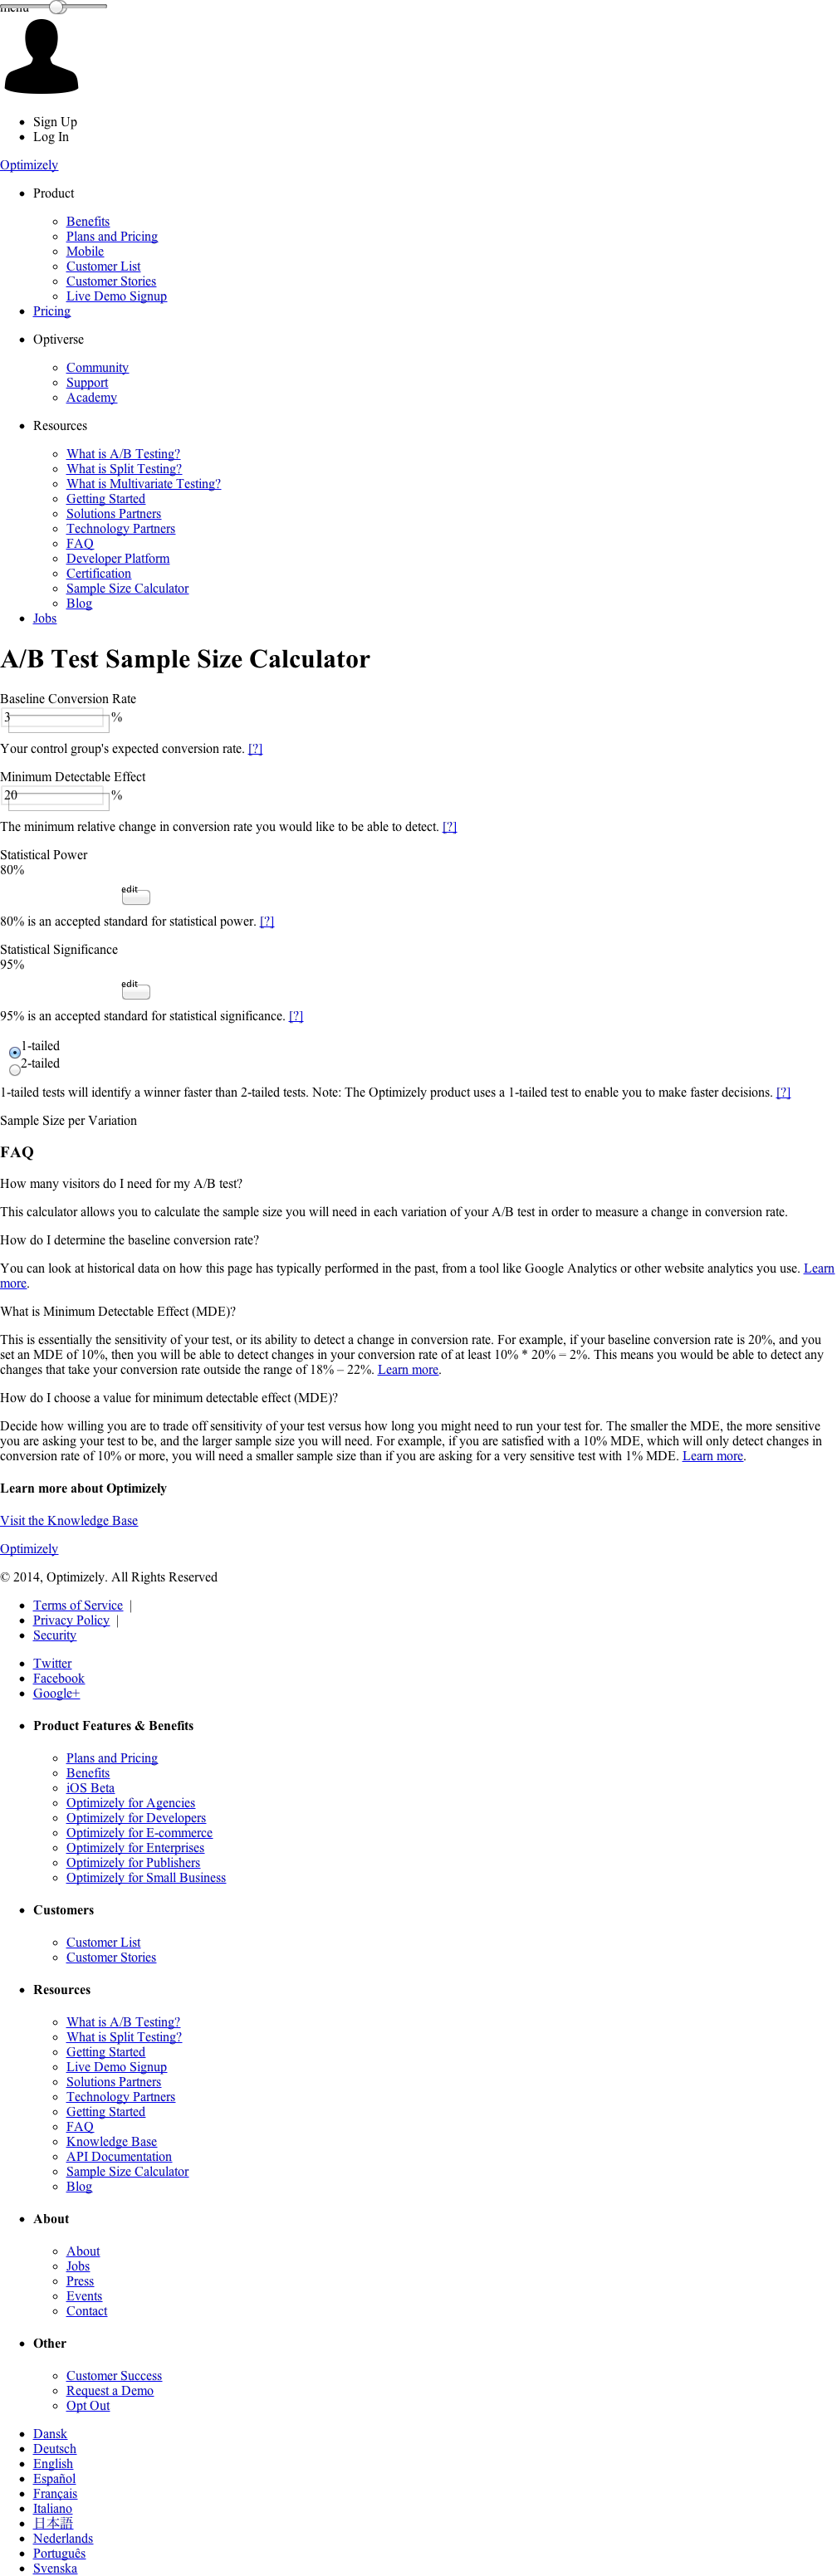 menu
Sign Up
Log In
Optimizely
Product
Benefits
Plans and Pricing
Mobile
Customer List
Customer Stories
Live Demo Signup
Pricing
Optiverse
Community
Support
Academy
Resources
What is A/B Testing?
What is Split Testing?
What is Multivariate Testing?
Getting Started
Solutions Partners
Technology Partners
FAQ
Developer Platform
Certification
Sample Size Calculator
Blog
Jobs
A/B Test Sample Size Calculator
Baseline Conversion Rate
3 %
Your control group's expected conversion rate. [?]
Minimum Detectable Effect
20 %
The minimum relative change in conversion rate you would like to be able to detect. [?]
Statistical Power
80%
edit
80% is an accepted standard for statistical power. [?]
Statistical Significance
95%
edit
95% is an accepted standard for statistical significance. [?]
1-tailed
2-tailed
1-tailed tests will identify a winner faster than 2-tailed tests. Note: The Optimizely product uses a 1-tailed test to enable you to make faster decisions. [?]
Sample Size per Variation
FAQ
How many visitors do I need for my A/B test?
This calculator allows you to calculate the sample size you will need in each variation of your A/B test in order to measure a change in conversion rate.
How do I determine the baseline conversion rate?
You can look at historical data on how this page has typically performed in the past, from a tool like Google Analytics or other website analytics you use. Learn
more.
What is Minimum Detectable Effect (MDE)?
This is essentially the sensitivity of your test, or its ability to detect a change in conversion rate. For example, if your baseline conversion rate is 20%, and you
set an MDE of 10%, then you will be able to detect changes in your conversion rate of at least 10% * 20% = 2%. This means you would be able to detect any
changes that take your conversion rate outside the range of 18% – 22%. Learn more.
How do I choose a value for minimum detectable effect (MDE)?
Decide how willing you are to trade off sensitivity of your test versus how long you might need to run your test for. The smaller the MDE, the more sensitive
you are asking your test to be, and the larger sample size you will need. For example, if you are satisfied with a 10% MDE, which will only detect changes in
conversion rate of 10% or more, you will need a smaller sample size than if you are asking for a very sensitive test with 1% MDE. Learn more.
Learn more about Optimizely
Visit the Knowledge Base
Optimizely
© 2014, Optimizely. All Rights Reserved
Terms of Service |
Privacy Policy |
Security
Twitter
Facebook
Google+
Product Features & Benefits
Plans and Pricing
Benefits
iOS Beta
Optimizely for Agencies
Optimizely for Developers
Optimizely for E-commerce
Optimizely for Enterprises
Optimizely for Publishers
Optimizely for Small Business
Customers
Customer List
Customer Stories
Resources
What is A/B Testing?
What is Split Testing?
Getting Started
Live Demo Signup
Solutions Partners
Technology Partners
Getting Started
FAQ
Knowledge Base
API Documentation
Sample Size Calculator
Blog
About
About
Jobs
Press
Events
Contact
Other
Customer Success
Request a Demo
Opt Out
Dansk
Deutsch
English
Español
Français
Italiano
日本語
Nederlands
Português
Svenska